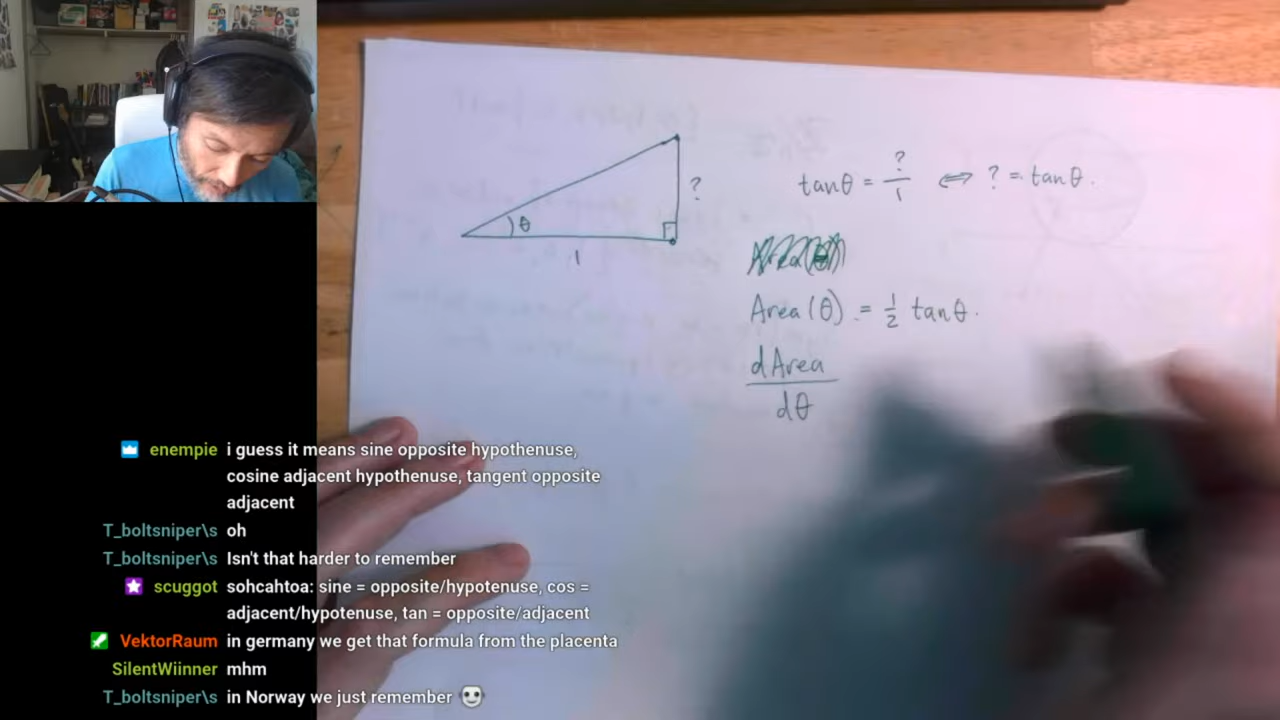 ?
θ
1
tanθ = ?/1 ⟺ ? = tanθ.
Area(θ) = 1/2 tanθ.
dArea
dθ
enempie i guess it means sine opposite hypothenuse,
cosine adjacent hypothenuse, tangent opposite
adjacent
T_boltsniper\s oh
T_boltsniper\s Isn't that harder to remember
scuggot sohcahtoa: sine = opposite/hypotenuse, cos =
adjacent/hypotenuse, tan = opposite/adjacent
VektorRaum in germany we get that formula from the placenta
SilentWiinner mhm
T_boltsniper\s in Norway we just remember